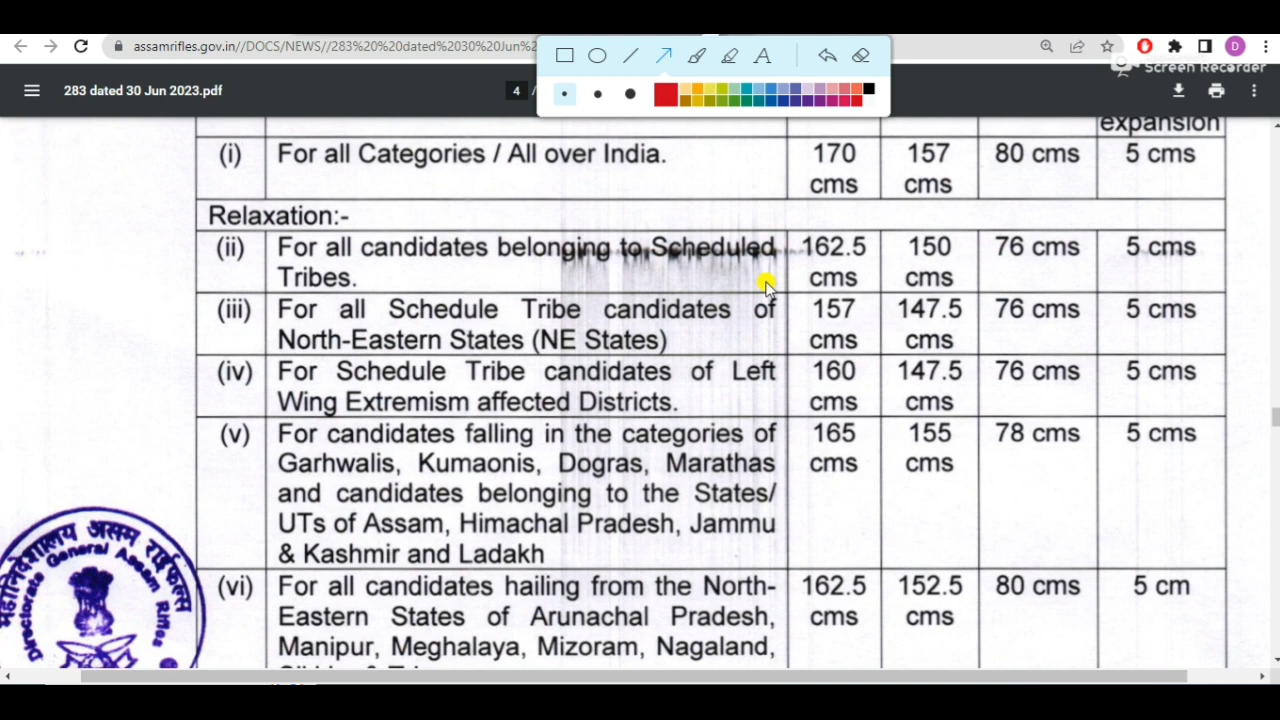 assamrifles.gov.in//DOCS/NEWS//283%20%20dated%2030%20Jun%2
A
D
Screen Recorder
283 dated 30 Jun 2023.pdf
4 /
expansion
(i) For all Categories / All over India. 170 157 80 cms 5 cms
cms cms
Relaxation:-
(ii) For all candidates belonging to Scheduled 162.5 150 76 cms 5 cms
Tribes. cms cms
(iii) For all Schedule Tribe candidates of 157 147.5 76 cms 5 cms
North-Eastern States (NE States) cms cms
(iv) For Schedule Tribe candidates of Left 160 147.5 76 cms 5 cms
Wing Extremism affected Districts. cms cms
(v) For candidates falling in the categories of 165 155 78 cms 5 cms
Garhwalis, Kumaonis, Dogras, Marathas cms cms
and candidates belonging to the States/
UTs of Assam, Himachal Pradesh, Jammu
& Kashmir and Ladakh
(vi) For all candidates hailing from the North- 162.5 152.5 80 cms 5 cm
Eastern States of Arunachal Pradesh, cms cms
Manipur, Meghalaya, Mizoram, Nagaland,
महानिदेशालय असम राईफल्स
Directorate General Assam Rifles